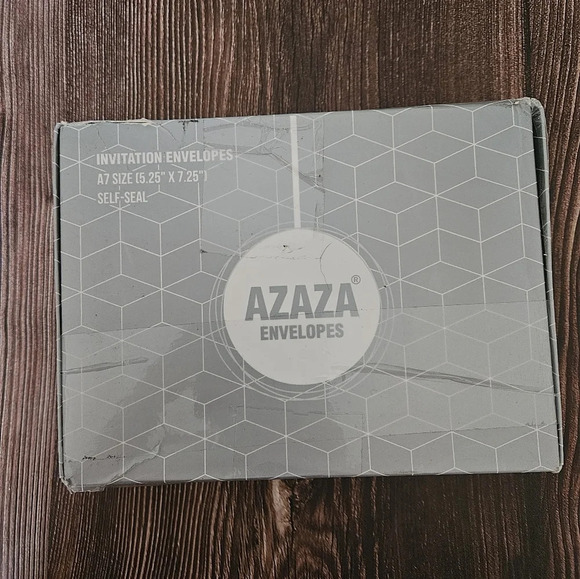 INVITATION ENVELOPES
A7 SIZE (5.25" X 7.25")
SELF-SEAL
AZAZA®
ENVELOPES